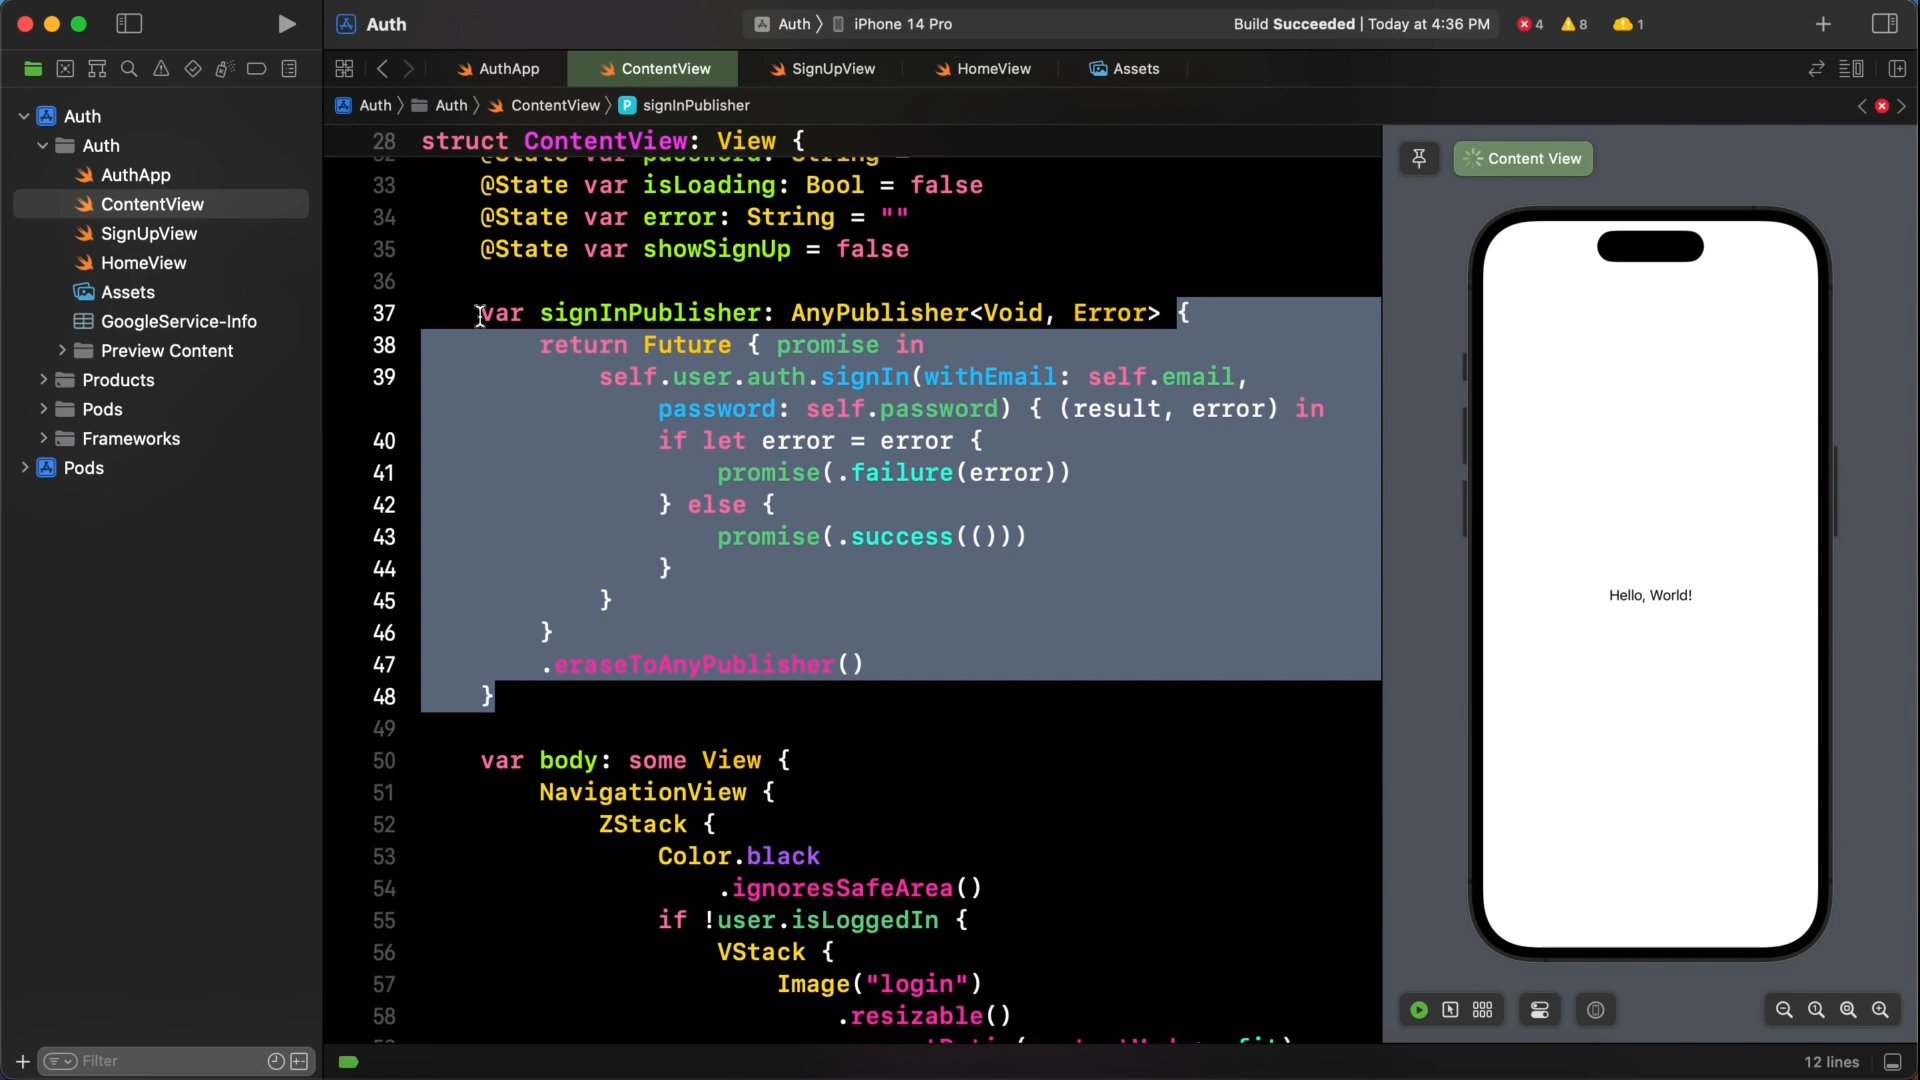 Auth
Auth 〉 iPhone 14 Pro
Build Succeeded | Today at 4:36 PM
4
8
1
AuthApp
ContentView
SignUpView
HomeView
Assets
Auth 〉 Auth 〉 ContentView 〉 P signInPublisher
Auth
Auth
AuthApp
ContentView
SignUpView
HomeView
Assets
GoogleService-Info
Preview Content
Products
Pods
Frameworks
Pods
Filter
28 struct ContentView: View {
@State var password: String =
33 @State var isLoading: Bool = false
34 @State var error: String = ""
35 @State var showSignUp = false
36
37 var signInPublisher: AnyPublisher<Void, Error> {
38 return Future { promise in
39 self.user.auth.signIn(withEmail: self.email,
password: self.password) { (result, error) in
40 if let error = error {
41 promise(.failure(error))
42 } else {
43 promise(.success(()))
44 }
45 }
46 }
47 .eraseToAnyPublisher()
48 }
49
50 var body: some View {
51 NavigationView {
52 ZStack {
53 Color.black
54 .ignoresSafeArea()
55 if !user.isLoggedIn {
56 VStack {
57 Image("login")
58 .resizable()
Content View
Hello, World!
12 lines